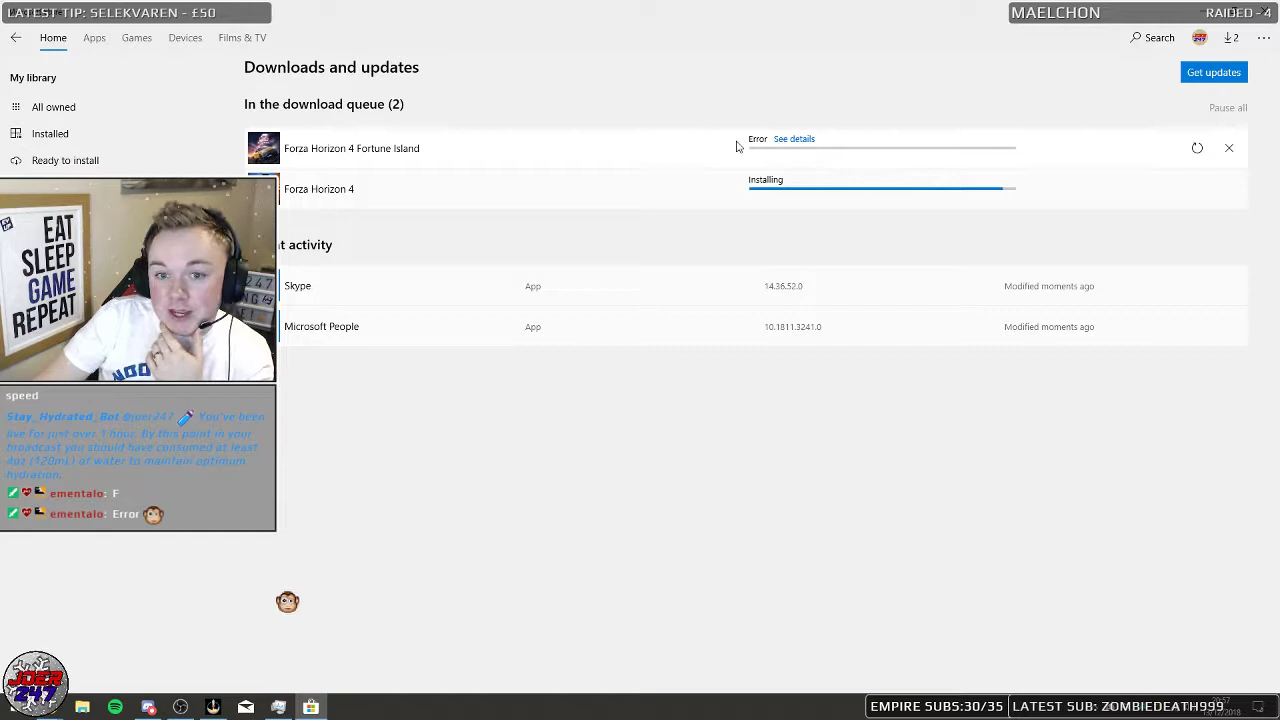 LATEST TIP: SELEKVAREN - £50
MAELCHON RAIDED - 4
Home Apps Games Devices Films & TV
Search 2
My library
All owned
Installed
Ready to install
Downloads and updates
Get updates
In the download queue (2)
Pause all
Forza Horizon 4 Fortune Island Error See details
Forza Horizon 4 Installing
t activity
Skype App 14.36.52.0 Modified moments ago
Microsoft People App 10.1811.3241.0 Modified moments ago
EAT
SLEEP
GAME
REPEAT
247
NBO
speed
Stay_Hydrated_Bot @joer247 You've been
live for just over 1 hour. By this point in your
broadcast you should have consumed at least
4oz (120mL) of water to maintain optimum
hydration.
ementalo: F
ementalo: Error
JOER
247
EMPIRE SUBS:30/35 LATEST SUB: ZOMBIEDEATH999